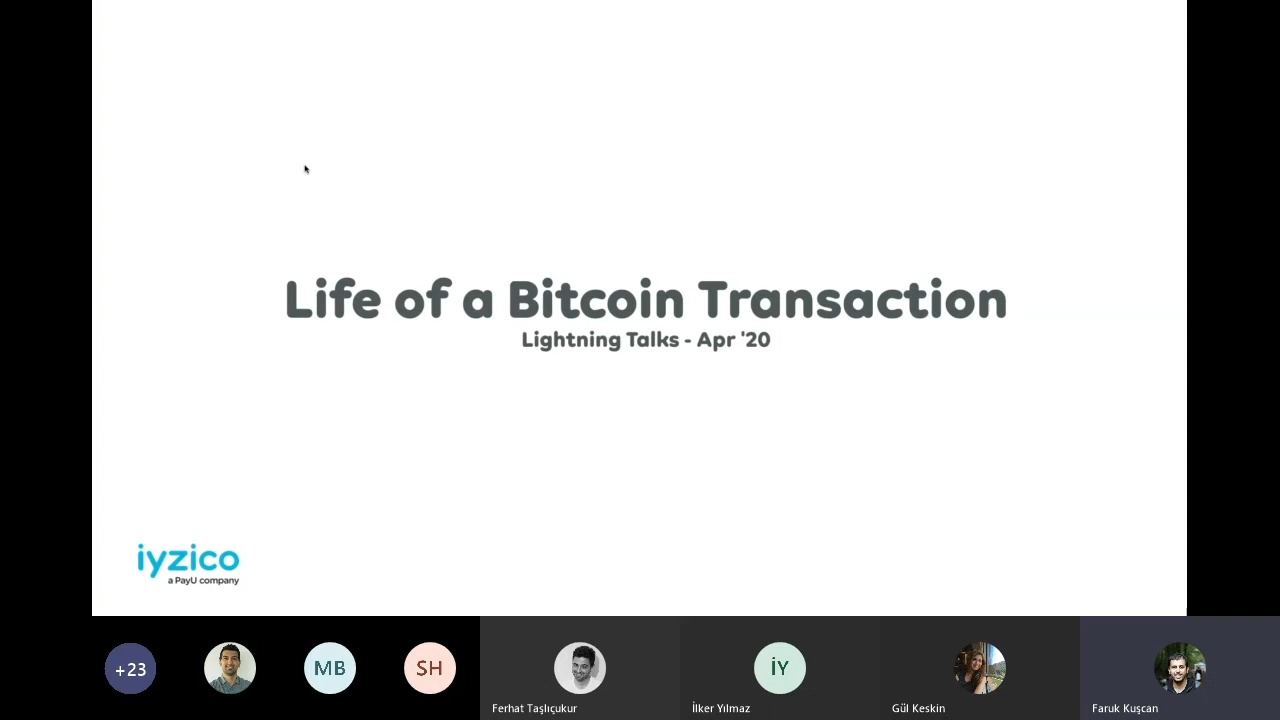 Life of a Bitcoin Transaction
Lightning Talks - Apr '20
iyzico
a PayU company
+23
MB
SH
İY
Ferhat Taşlıçukur
İlker Yılmaz
Gül Keskin
Faruk Kuşcan